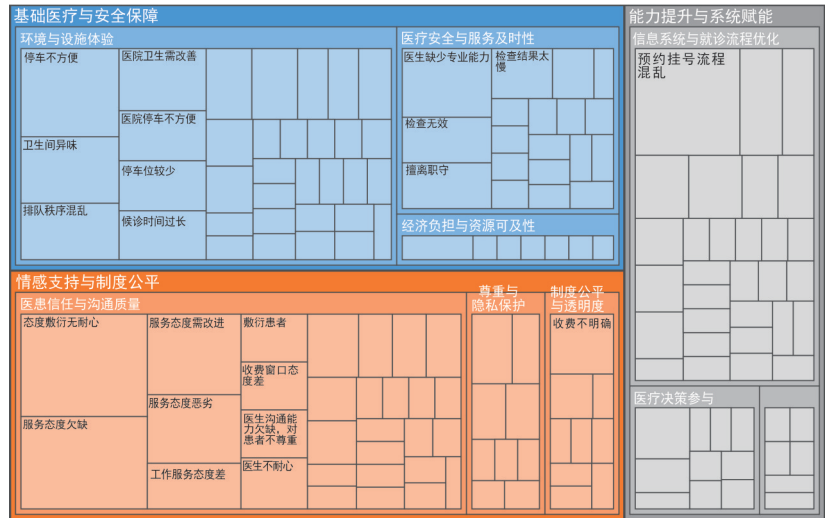 基础医疗与安全保障
环境与设施体验
停车不方便
卫生间异味
排队秩序混乱
医院卫生需改善
医院停车不方便
停车位较少
候诊时间过长
医疗安全与服务及时性
医生缺少专业能力
检查无效
擅离职守
检查结果太
慢
经济负担与资源可及性
情感支持与制度公平
医患信任与沟通质量
态度敷衍无耐心
服务态度欠缺
服务态度需改进
服务态度恶劣
工作服务态度差
敷衍患者
收费窗口态
度差
医生沟通能
力欠缺，对
患者不尊重
医生不耐心
尊重与
隐私保护
制度公平
与透明度
收费不明确
能力提升与系统赋能
信息系统与就诊流程优化
预约挂号流程
混乱
医疗决策参与